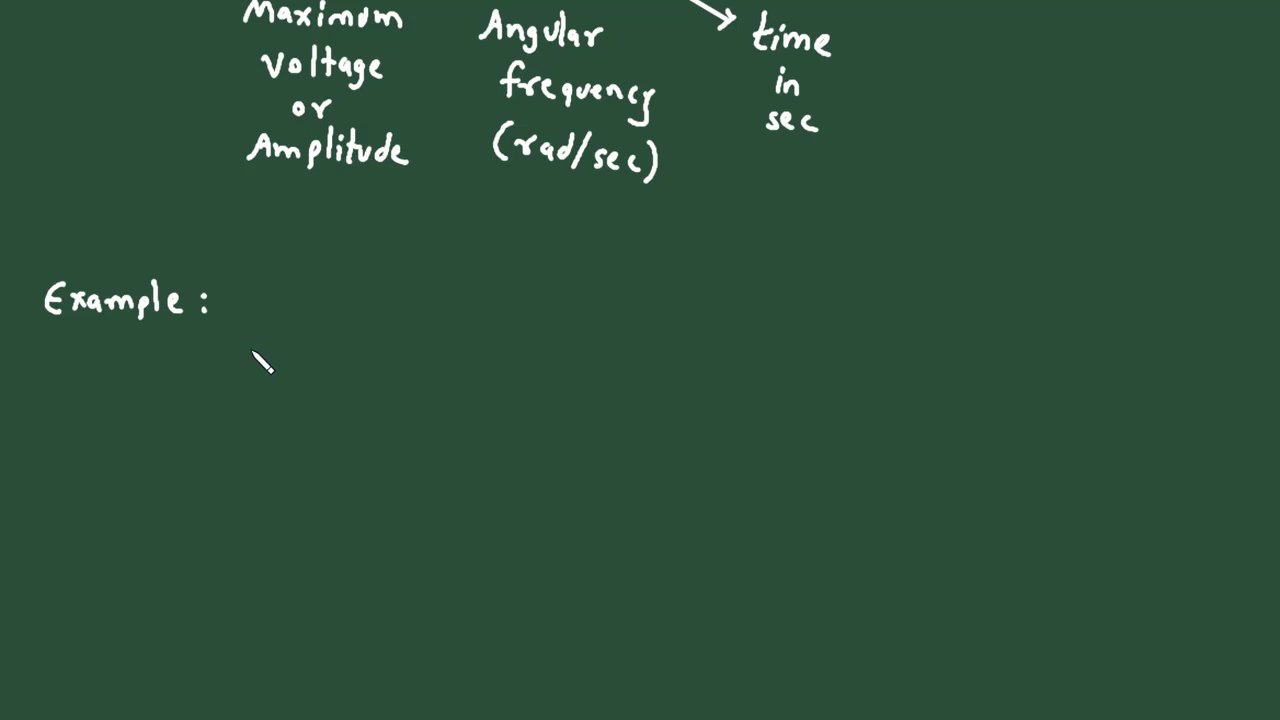 Maximum
voltage
or
Amplitude
Angular
frequency
(rad/sec)
time
in
sec
Example :